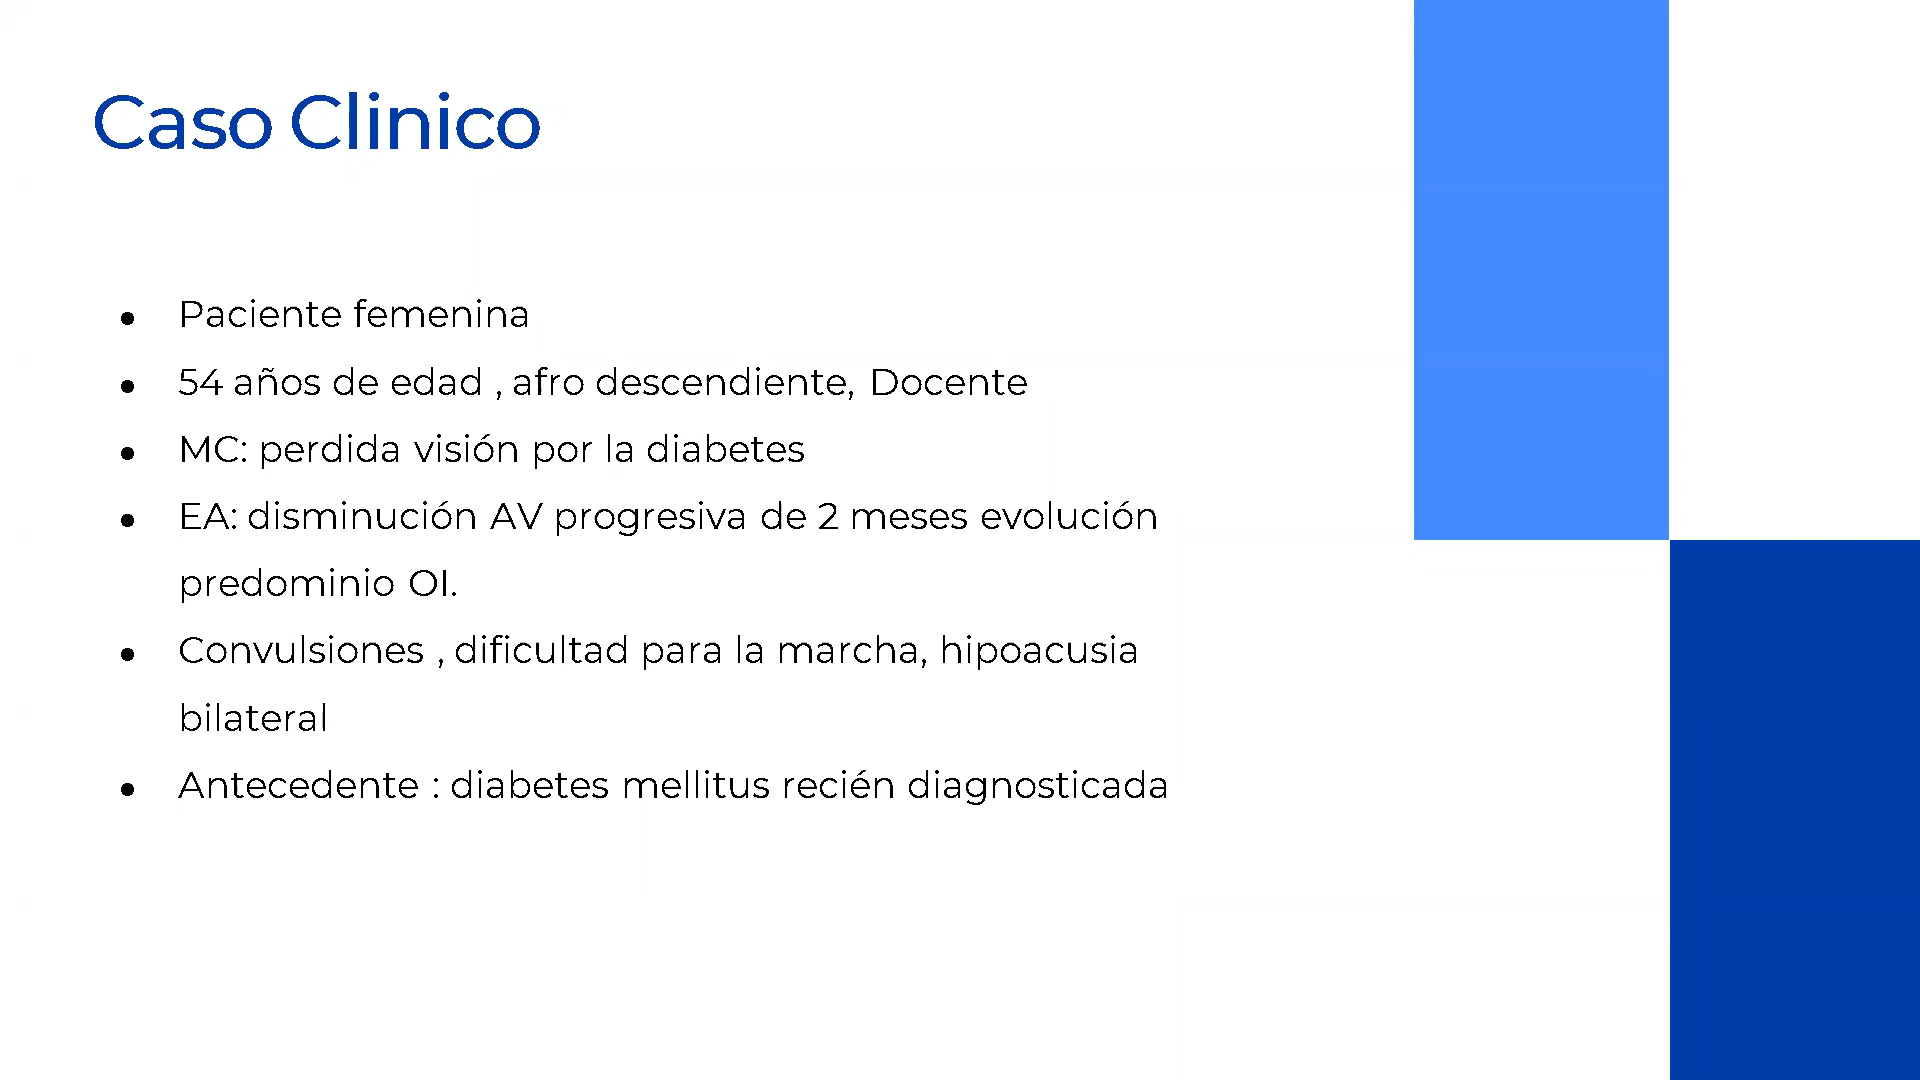 Caso Clinico
● Paciente femenina
● 54 años de edad , afro descendiente, Docente
● MC: perdida visión por la diabetes
● EA: disminución AV progresiva de 2 meses evolución
predominio OI.
● Convulsiones , dificultad para la marcha, hipoacusia
bilateral
● Antecedente : diabetes mellitus recién diagnosticada